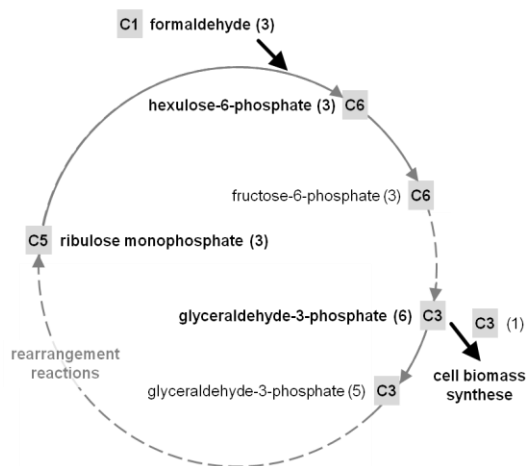 C1 formaldehyde (3)
hexulose-6-phosphate (3) C6
fructose-6-phosphate (3) C6
C5 ribulose monophosphate (3)
glyceraldehyde-3-phosphate (6) C3
C3 (1)
rearrangement
reactions
cell biomass
synthese
glyceraldehyde-3-phosphate (5) C3